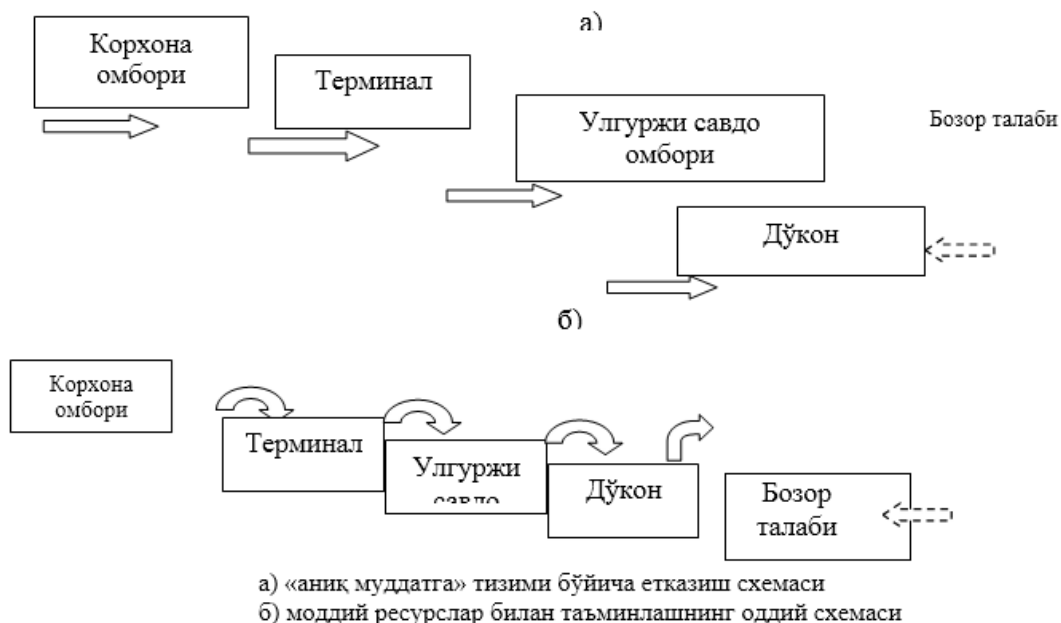 а)
Корхона
омбори
Терминал
Улгуржи савдо
омбори
Бозор талаби
Дўкон
б)
Корхона
омбори
Терминал
Улгуржи
савдо
Дўкон
Бозор
талаби
а) «аниқ муддатга» тизими бўйича етказиш схемаси
б) моддий ресурслар билан таъминлашнинг оддий схемаси